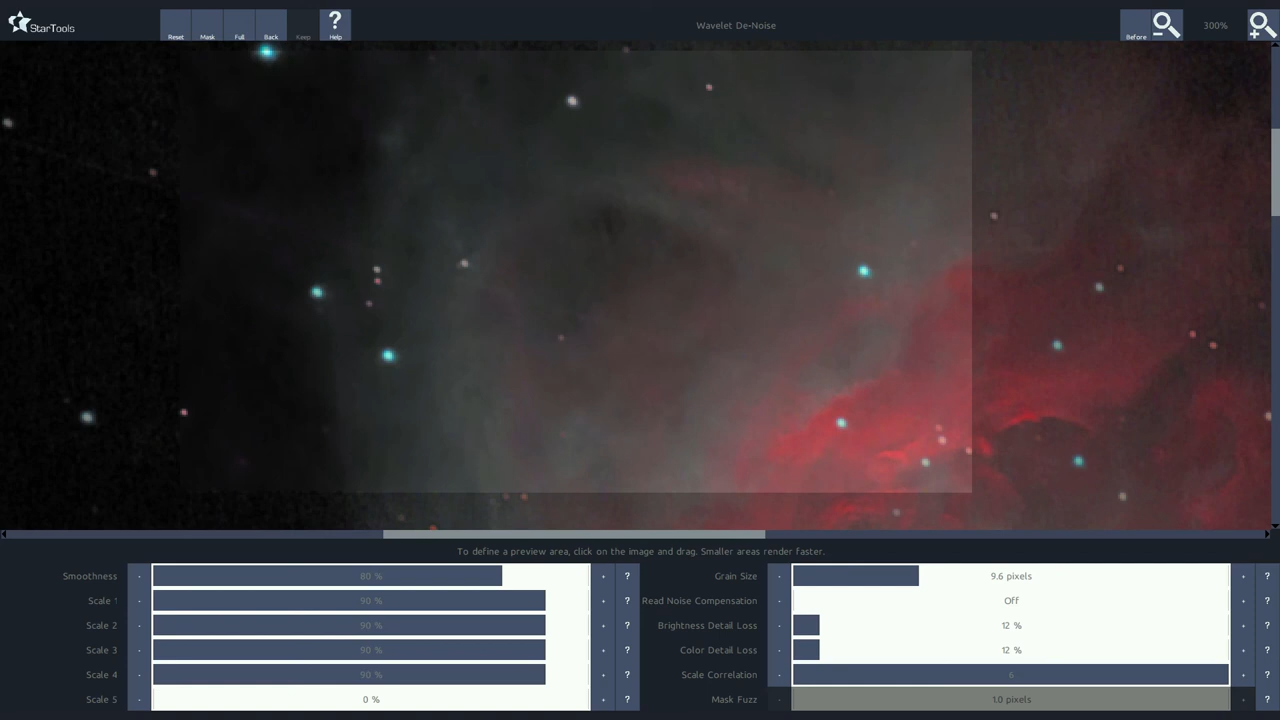 StarTools
Reset Mask Full Back Keep ? Help
Wavelet De-Noise
Before 300%
To define a preview area, click on the image and drag. Smaller areas render faster.
Smoothness - 80 % + ? Grain Size - 9.6 pixels + ?
Scale 1 - 90 % + ? Read Noise Compensation - Off + ?
Scale 2 - 90 % + ? Brightness Detail Loss - 12 % + ?
Scale 3 - 90 % + ? Color Detail Loss - 12 % + ?
Scale 4 - 90 % + ? Scale Correlation - 6 + ?
Scale 5 - 0 % + ? Mask Fuzz - 1.0 pixels + ?